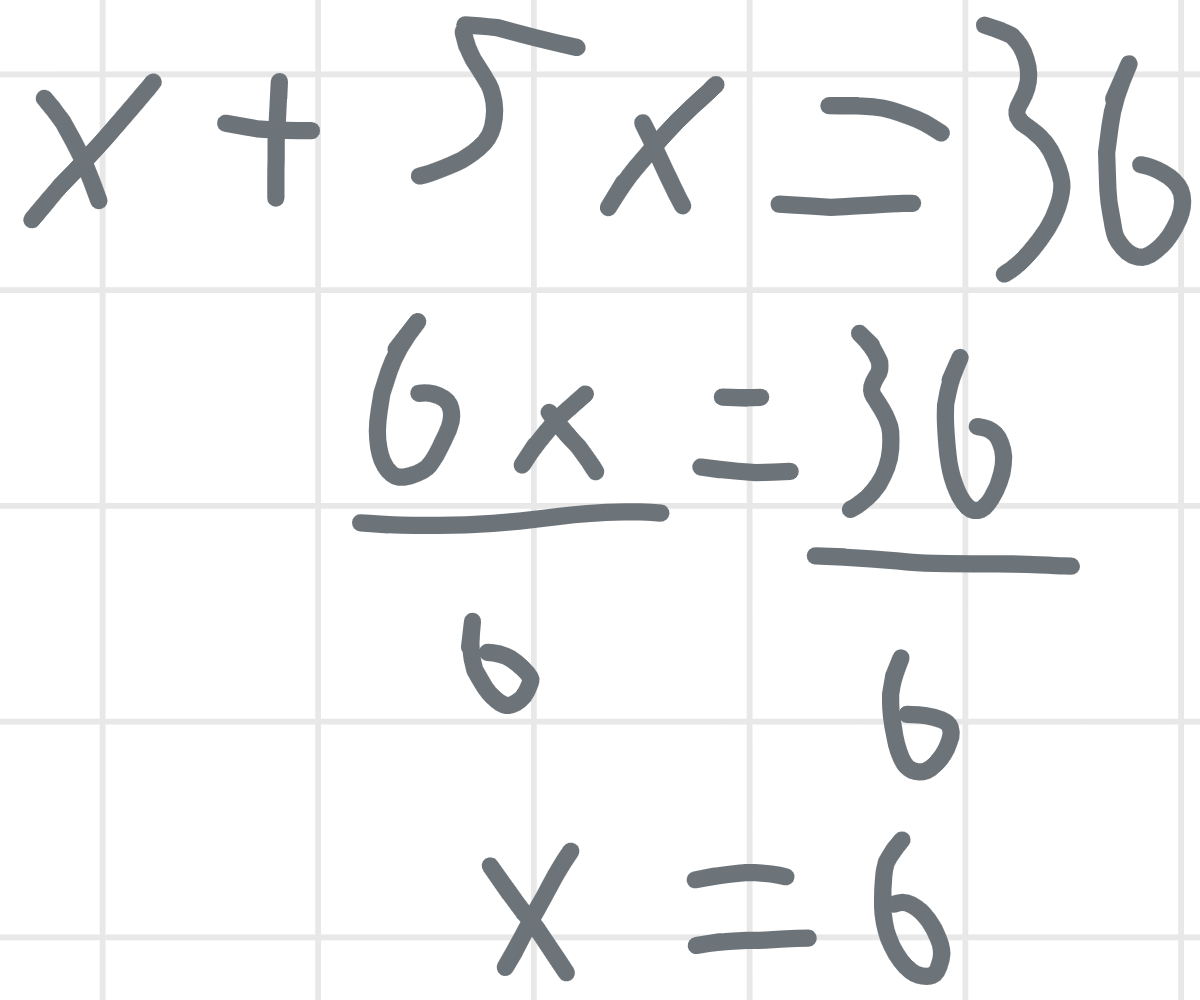 x + 5x = 36
6x = 36
6 6
x = 6